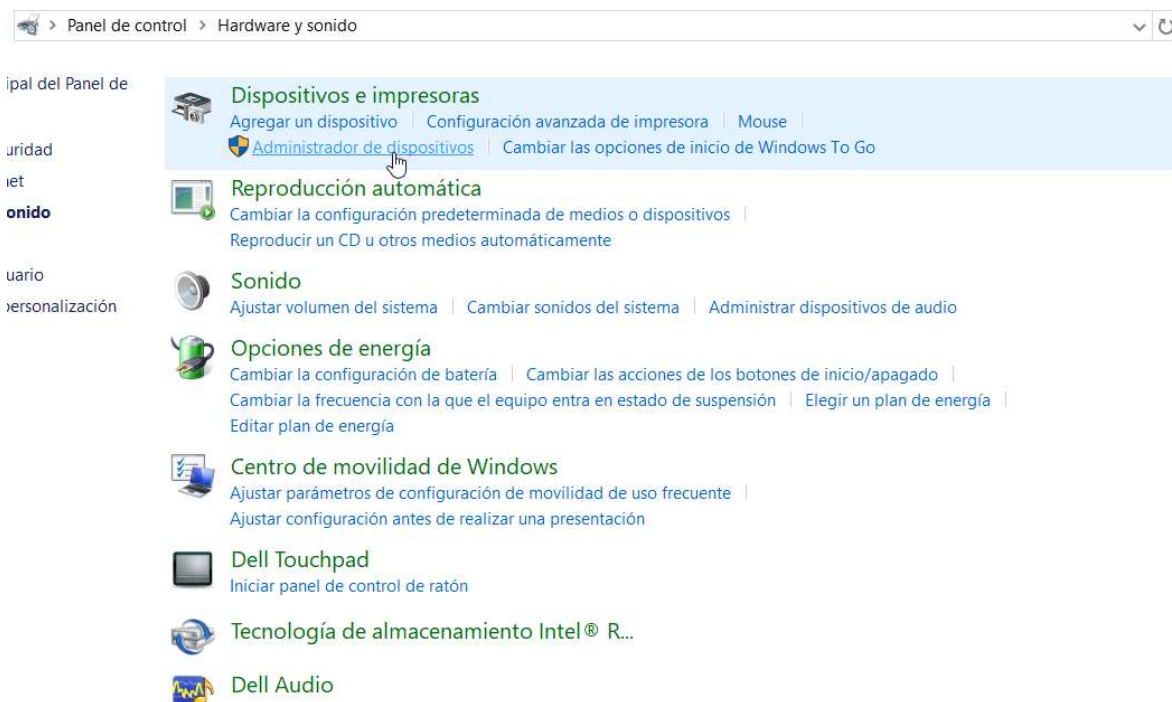 Panel de control > Hardware y sonido
ipal del Panel de
uridad
net
onido
uario
personalización
Dispositivos e impresoras
Agregar un dispositivo | Configuración avanzada de impresora | Mouse |
Administrador de dispositivos | Cambiar las opciones de inicio de Windows To Go
Reproducción automática
Cambiar la configuración predeterminada de medios o dispositivos |
Reproducir un CD u otros medios automáticamente
Sonido
Ajustar volumen del sistema | Cambiar sonidos del sistema | Administrar dispositivos de audio
Opciones de energía
Cambiar la configuración de batería | Cambiar las acciones de los botones de inicio/apagado |
Cambiar la frecuencia con la que el equipo entra en estado de suspensión | Elegir un plan de energía |
Editar plan de energía
Centro de movilidad de Windows
Ajustar parámetros de configuración de movilidad de uso frecuente |
Ajustar configuración antes de realizar una presentación
Dell Touchpad
Iniciar panel de control de ratón
Tecnología de almacenamiento Intel® R...
Dell Audio